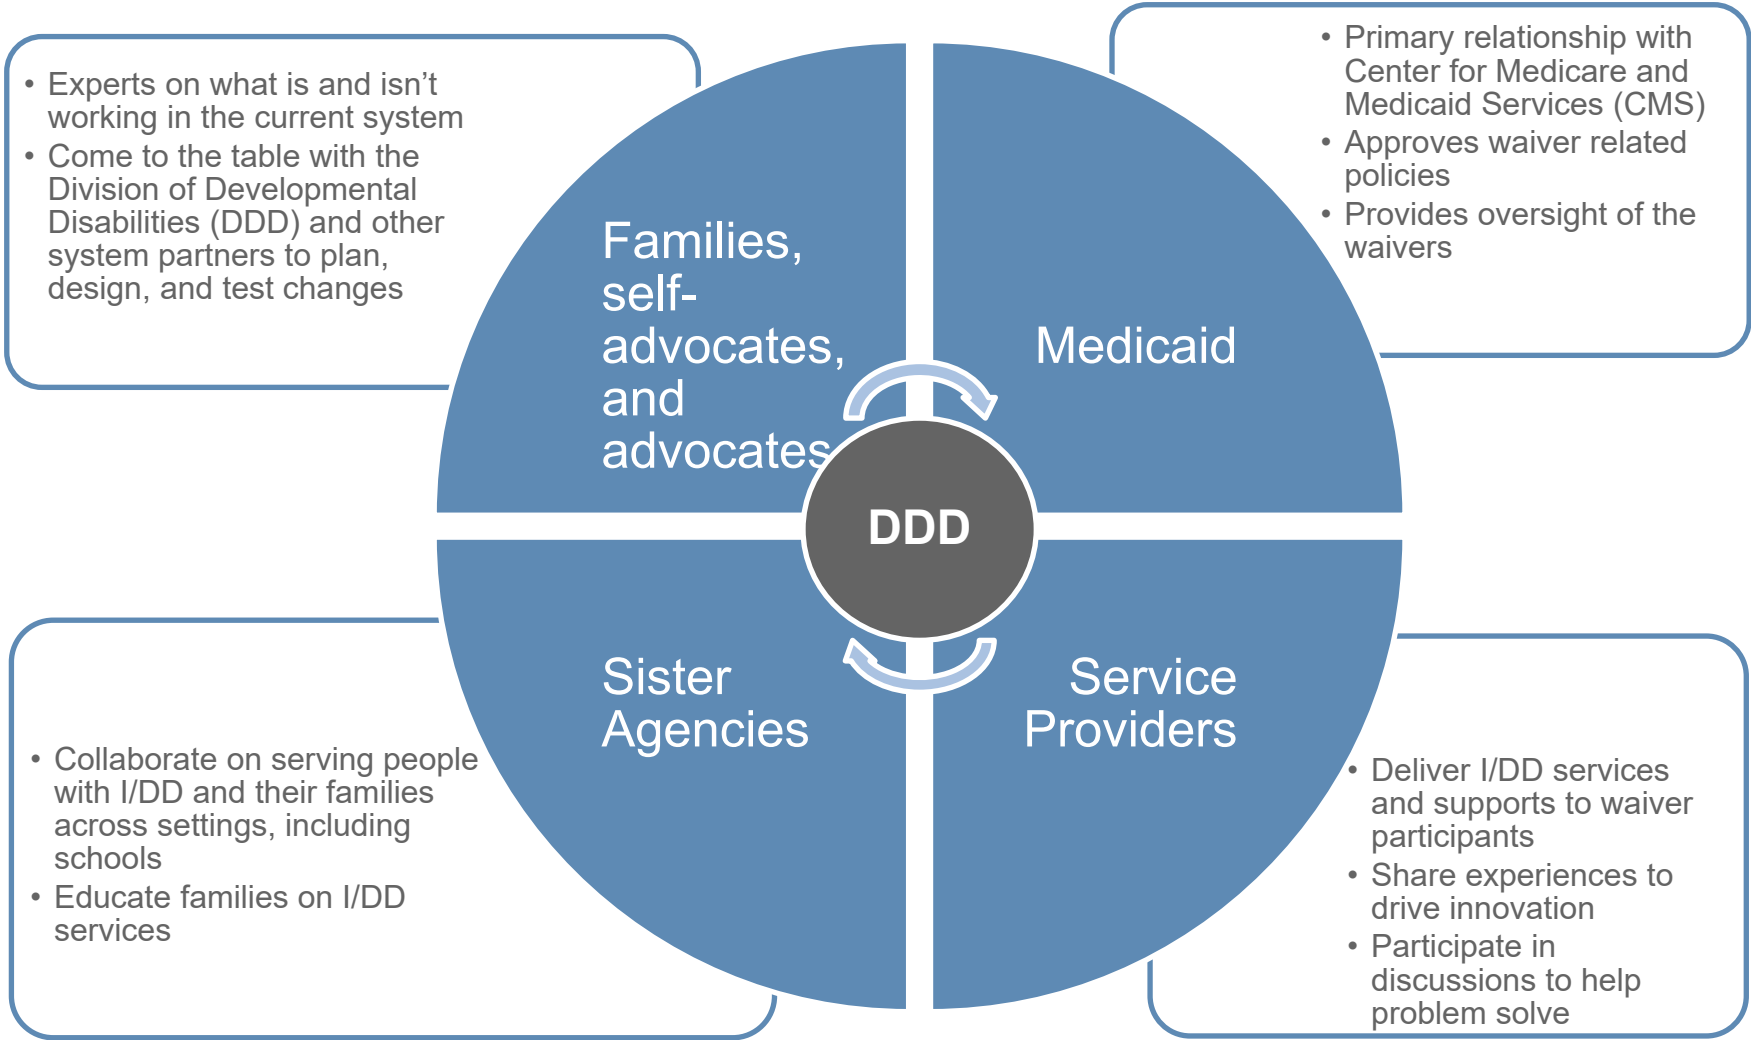 • Experts on what is and isn’t
working in the current system
• Come to the table with the
Division of Developmental
Disabilities (DDD) and other
system partners to plan,
design, and test changes
Families,
self-
advocates,
and
advocates
• Primary relationship with
Center for Medicare and
Medicaid Services (CMS)
• Approves waiver related
policies
• Provides oversight of the
waivers
Medicaid
DDD
Sister
Agencies
• Collaborate on serving people
with I/DD and their families
across settings, including
schools
• Educate families on I/DD
services
Service
Providers
• Deliver I/DD services
and supports to waiver
participants
• Share experiences to
drive innovation
• Participate in
discussions to help
problem solve